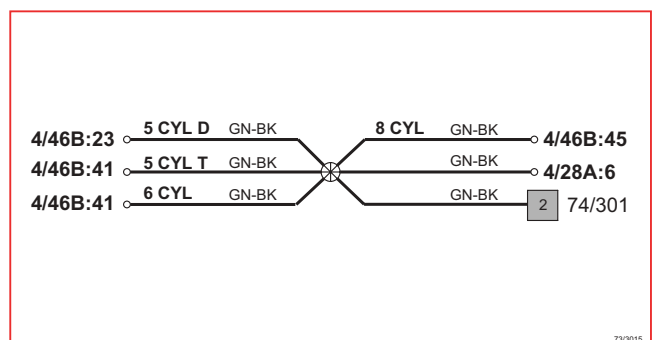 5 CYL D GN-BK 8 CYL GN-BK
4/46B:23 4/46B:45
5 CYL T GN-BK GN-BK
4/46B:41 4/28A:6
6 CYL GN-BK GN-BK
4/46B:41 2 74/301
73/3015